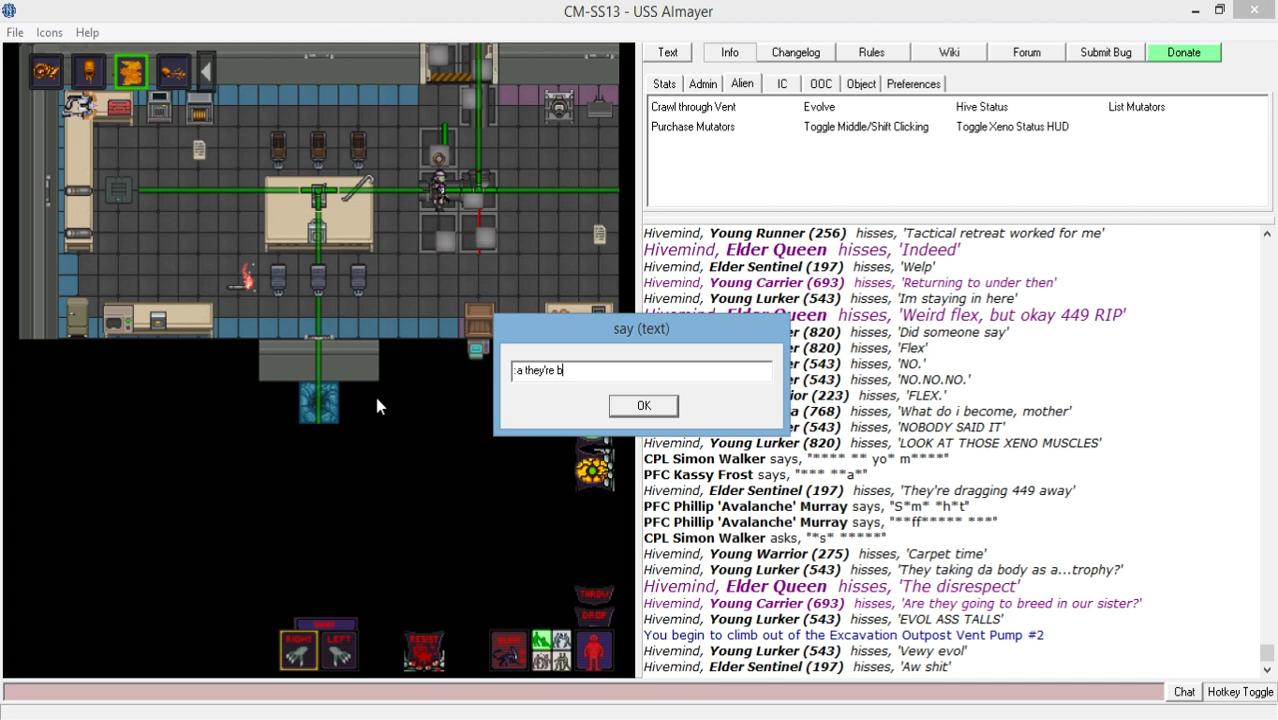 CM-SS13 - USS Almayer
File Icons Help
Text Info Changelog Rules Wiki Forum Submit Bug Donate
Stats Admin Alien IC OOC Object Preferences
Crawl through Vent Evolve Hive Status List Mutators
Purchase Mutators Toggle Middle/Shift Clicking Toggle Xeno Status HUD
Hivemind, Young Runner (256) hisses, 'Tactical retreat worked for me'
Hivemind, Elder Queen hisses, 'Indeed'
Hivemind, Elder Sentinel (197) hisses, 'Welp'
Hivemind, Young Carrier (693) hisses, 'Returning to under then'
Hivemind, Young Lurker (543) hisses, 'Im staying in here'
Hivemind, Elder Queen hisses, 'Weird flex, but okay 449 RIP'
(820) hisses, 'Did someone say'
(820) hisses, 'Flex'
(543) hisses, 'NO.'
(543) hisses, 'NO.NO.NO.'
(223) hisses, 'FLEX.'
a (768) hisses, 'What do i become, mother'
(543) hisses, 'NOBODY SAID IT'
Hivemind, Young Lurker (820) hisses, 'LOOK AT THOSE XENO MUSCLES'
CPL Simon Walker says, "**** ** yo* m****"
PFC Kassy Frost says, "*** **a*"
Hivemind, Elder Sentinel (197) hisses, 'They're dragging 449 away'
PFC Phillip 'Avalanche' Murray says, "S*m* *h*t"
PFC Phillip 'Avalanche' Murray says, "**ff***** ***"
CPL Simon Walker asks, "*s* *****"
Hivemind, Young Warrior (275) hisses, 'Carpet time'
Hivemind, Young Lurker (543) hisses, 'They taking da body as a...trophy?'
Hivemind, Elder Queen hisses, 'The disrespect'
Hivemind, Young Carrier (693) hisses, 'Are they going to breed in our sister?'
Hivemind, Young Lurker (543) hisses, 'EVOL ASS TALLS'
You begin to climb out of the Excavation Outpost Vent Pump #2
Hivemind, Young Lurker (543) hisses, 'Vewy evol'
Hivemind, Elder Sentinel (197) hisses, 'Aw shit'
say (text)
:a they're b
OK
THROW
DROP
SWAP
RIGHT LEFT RESIST
Chat Hotkey Toggle